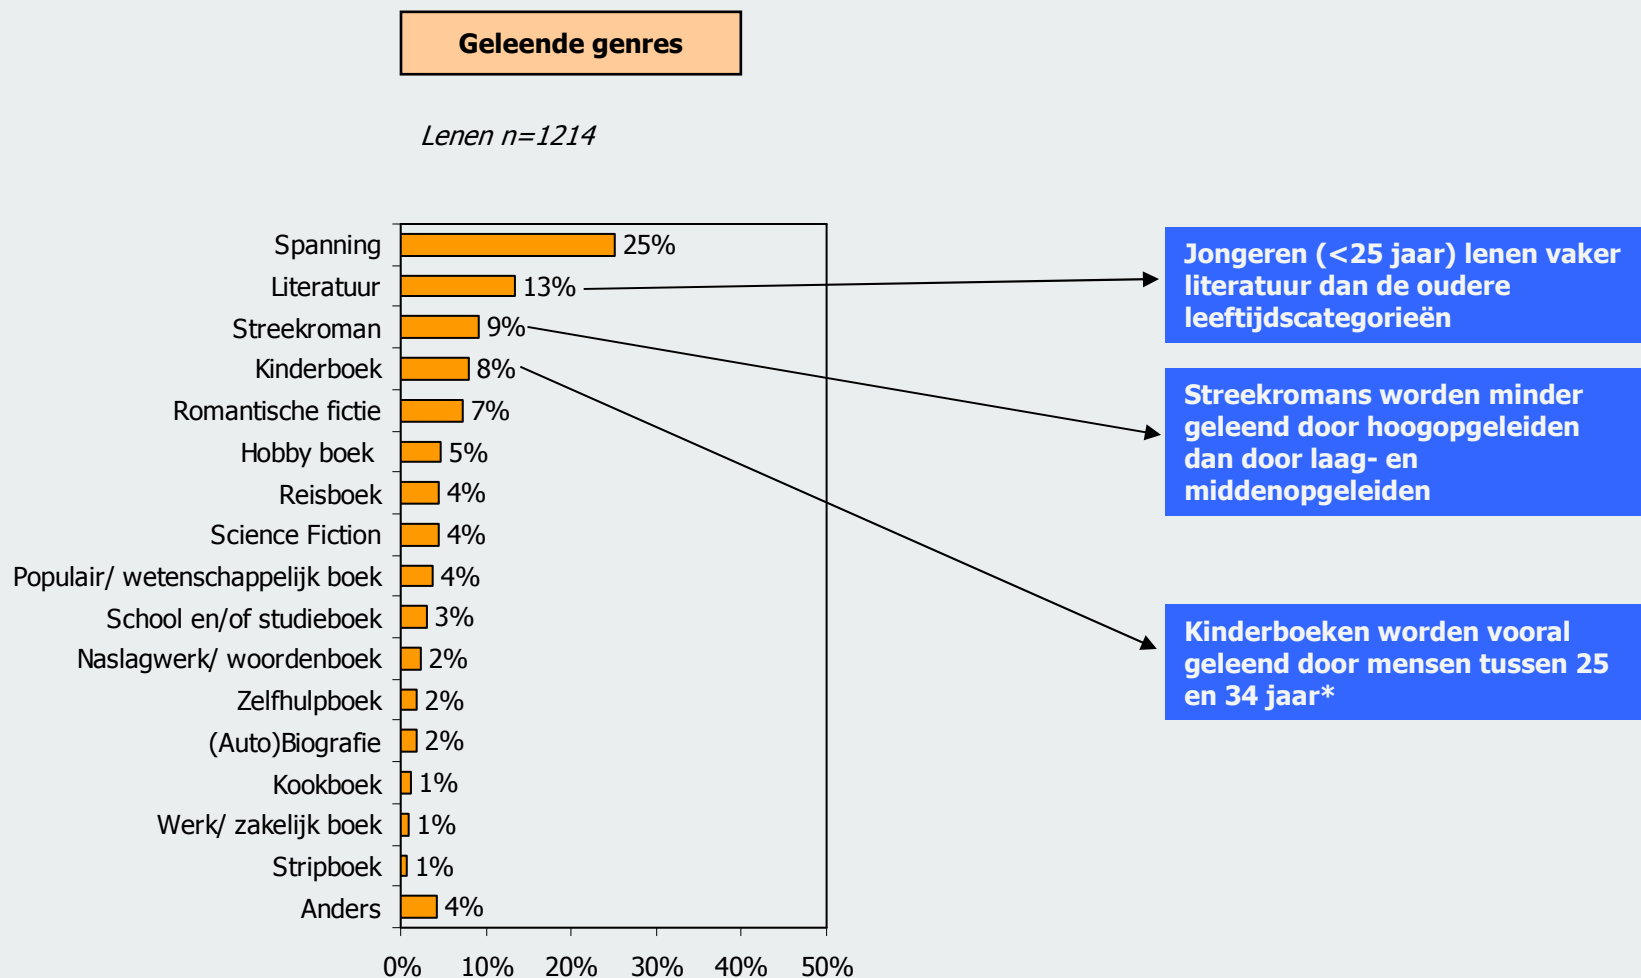 Geleende genres
Lenen n=1214
Spanning 25%
Literatuur 13%
Streekroman 9%
Kinderboek 8%
Romantische fictie 7%
Hobby boek 5%
Reisboek 4%
Science Fiction 4%
Populair/ wetenschappelijk boek 4%
School en/of studieboek 3%
Naslagwerk/ woordenboek 2%
Zelfhulpboek 2%
(Auto)Biografie 2%
Kookboek 1%
Werk/ zakelijk boek 1%
Stripboek 1%
Anders 4%
0% 10% 20% 30% 40% 50%
Jongeren (<25 jaar) lenen vaker
literatuur dan de oudere
leeftijdscategorieën
Streekromans worden minder
geleend door hoogopgeleiden
dan door laag- en
middenopgeleiden
Kinderboeken worden vooral
geleend door mensen tussen 25
en 34 jaar*